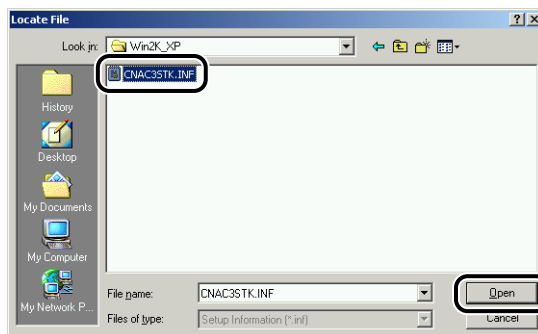 Locate File
Look in: Win2K_XP
CNAC3STK.INF
History
Desktop
My Documents
My Computer
My Network P...
File name: CNAC3STK.INF
Open
Files of type: Setup Information (*.inf)
Cancel